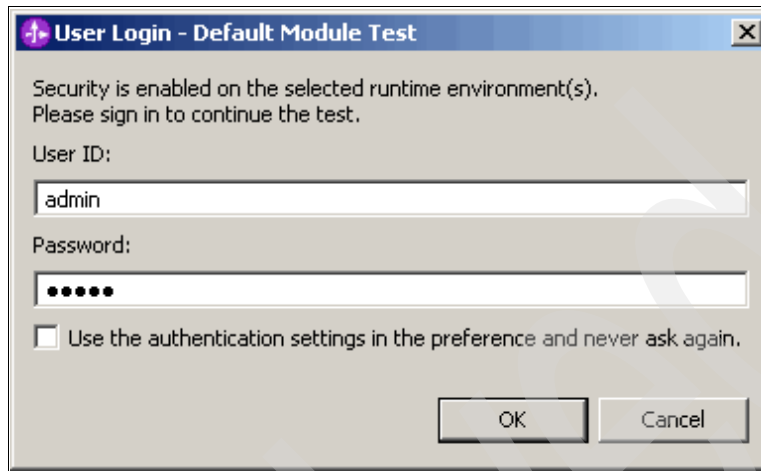 User Login - Default Module Test
Security is enabled on the selected runtime environment(s).
Please sign in to continue the test.
User ID:
admin
Password:
●●●●●
Use the authentication settings in the preference and never ask again.
OK Cancel